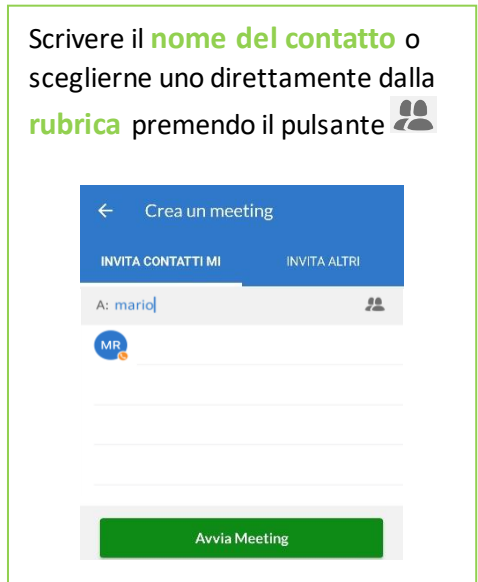 Scrivere il nome del contatto o
sceglierne uno direttamente dalla
rubrica premendo il pulsante
Crea un meeting
INVITA CONTATTI MI INVITA ALTRI
A: mario
MR
Avvia Meeting